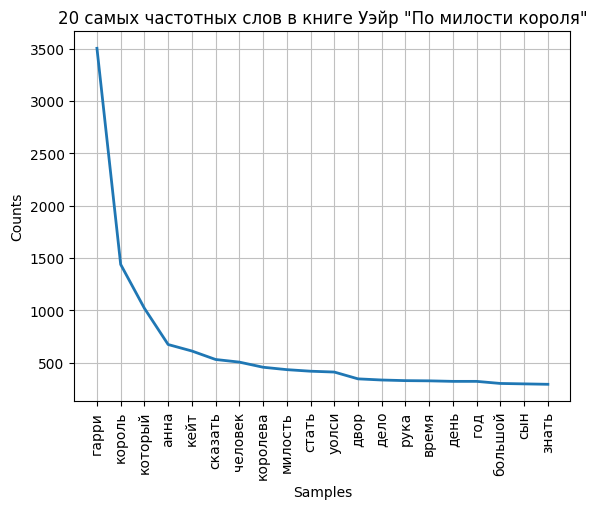 20 самых частотных слов в книге Уэйр "По милости короля"
3500
3000
2500
2000
1500
1000
500
Counts
гарри
король
который
анна
кейт
сказать
человек
королева
милость
стать
уолси
двор
дело
рука
время
день
год
большой
сын
знать
Samples